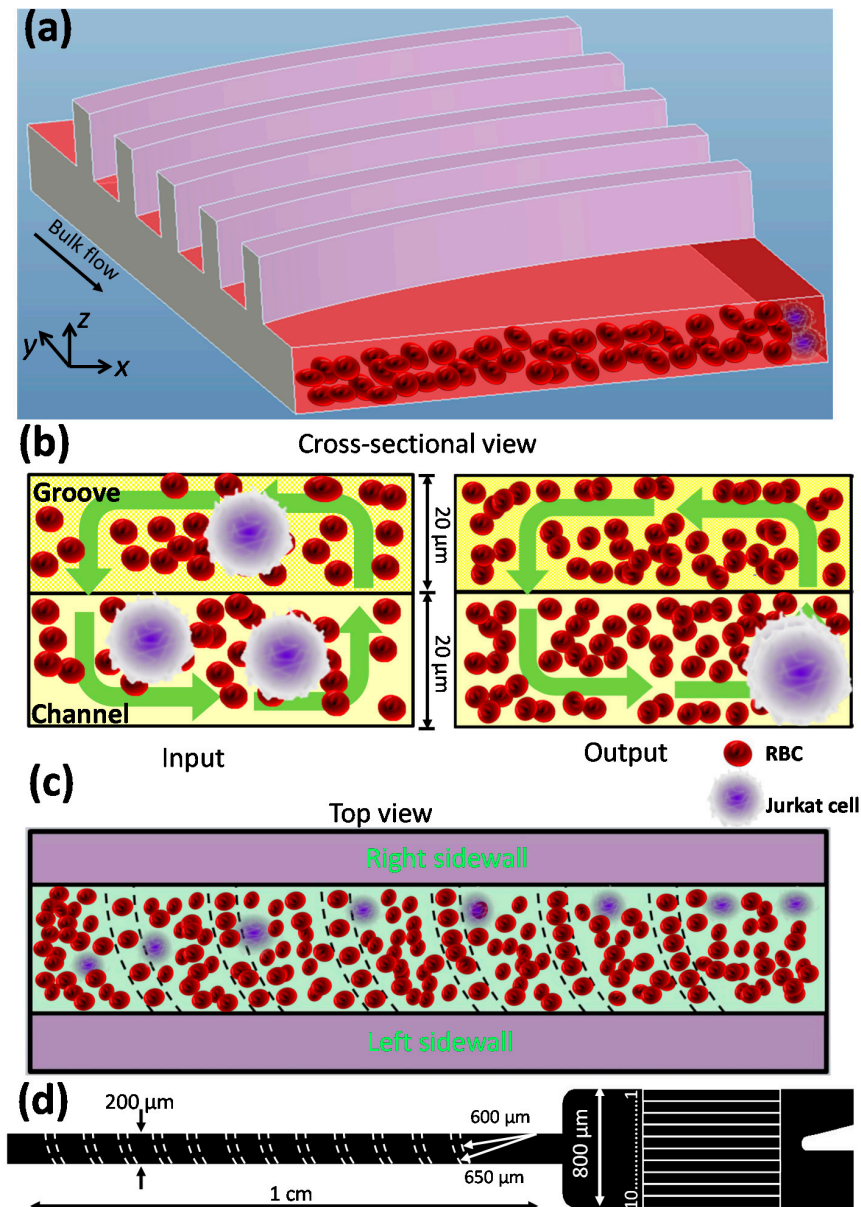 (a)
Bulk flow
z
y
x
(b)
Cross-sectional view
Groove
20 µm
Channel
20 µm
Input
Output
RBC
Jurkat cell
(c)
Top view
Right sidewall
Left sidewall
(d)
200 µm
600 µm
650 µm
1 cm
800 µm
1
10